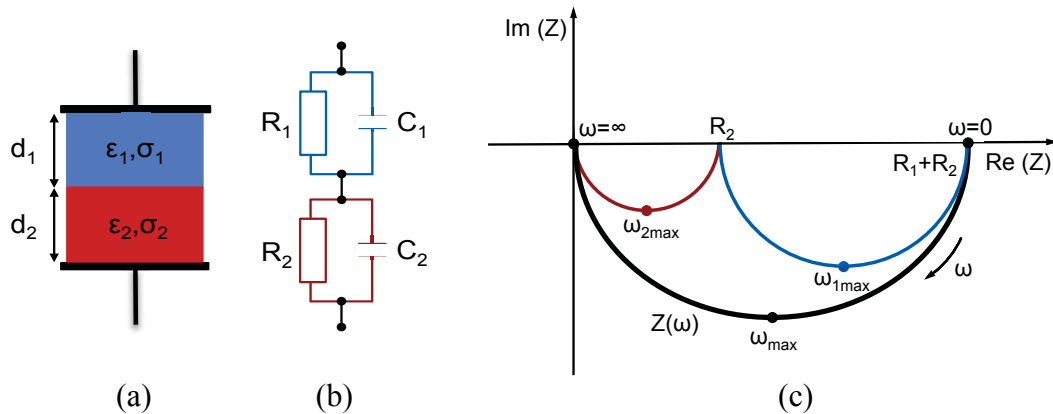 d₁
ε₁,σ₁
d₂
ε₂,σ₂
(a)
R₁
C₁
R₂
C₂
(b)
Im (Z)
ω=∞
R₂
ω=0
R₁+R₂
Re (Z)
ω₂ₘₐₓ
ω₁ₘₐₓ
ω
Z(ω)
ωₘₐₓ
(c)